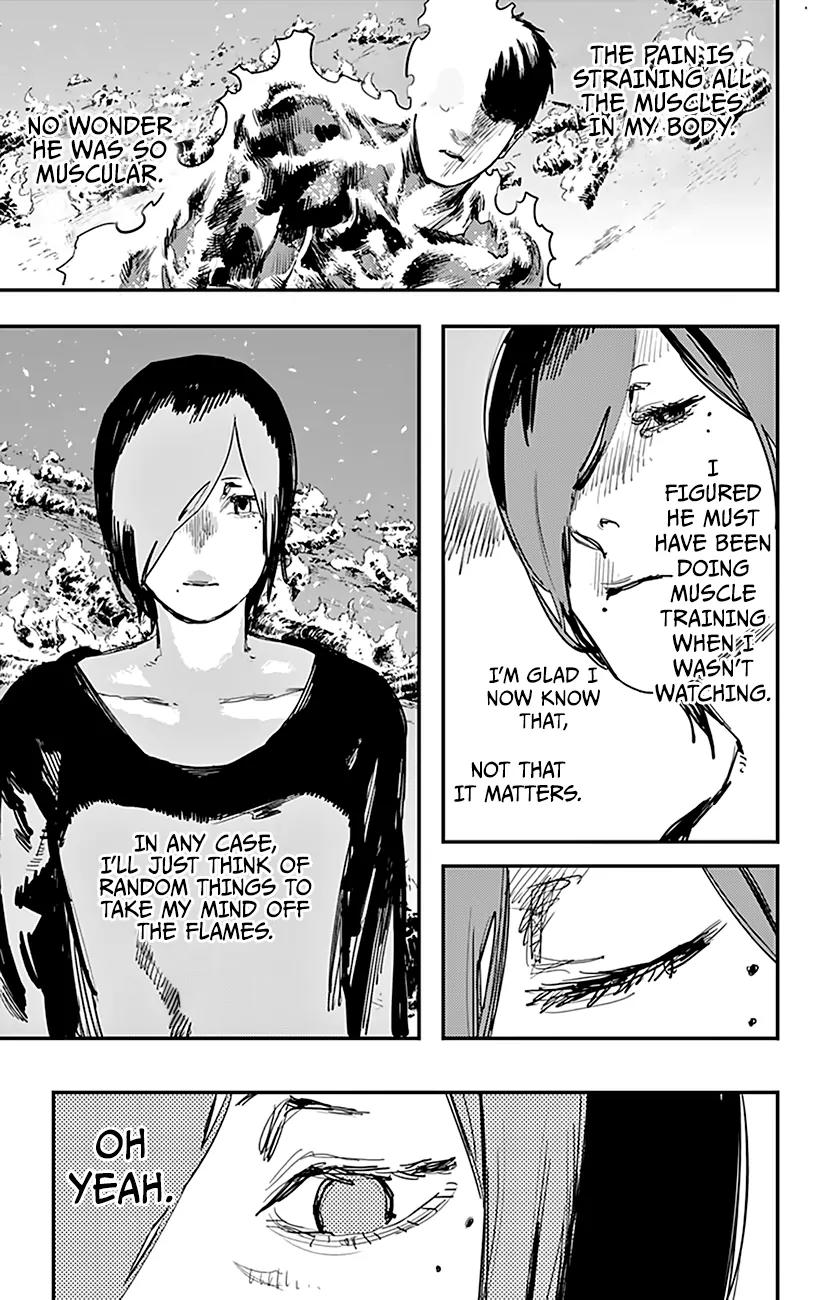 THE PAIN IS
STRAINING ALL
THE MUSCLES
IN MY BODY.
NO WONDER
HE WAS SO
MUSCULAR.
I
FIGURED
HE MUST
HAVE BEEN
DOING
MUSCLE
TRAINING
WHEN I
WASN'T
WATCHING.
I'M GLAD I
NOW KNOW
THAT,
NOT THAT
IT MATTERS.
IN ANY CASE,
I'LL JUST THINK OF
RANDOM THINGS TO
TAKE MY MIND OFF
THE FLAMES.
OH
YEAH.